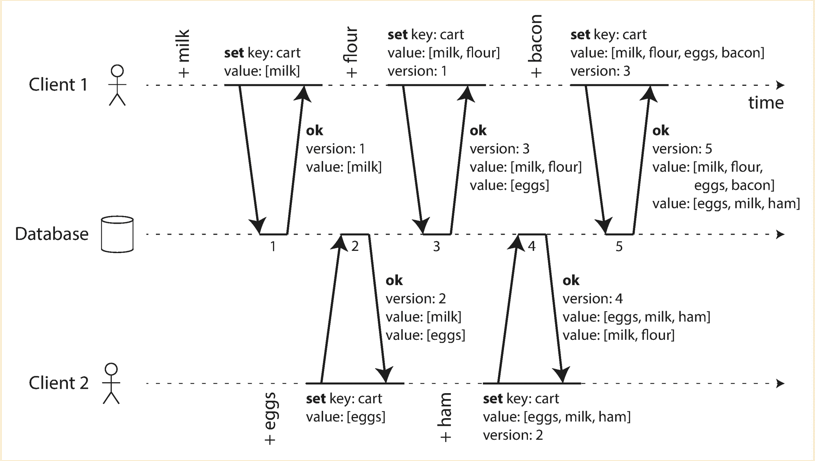 + milk
set key: cart
value: [milk]
+ flour
set key: cart
value: [milk, flour]
version: 1
+ bacon
set key: cart
value: [milk, flour, eggs, bacon]
version: 3
Client 1
time
ok
version: 1
value: [milk]
ok
version: 3
value: [milk, flour]
value: [eggs]
ok
version: 5
value: [milk, flour,
eggs, bacon]
value: [eggs, milk, ham]
Database
1
2
3
4
5
ok
version: 2
value: [milk]
value: [eggs]
ok
version: 4
value: [eggs, milk, ham]
value: [milk, flour]
Client 2
+ eggs
set key: cart
value: [eggs]
+ ham
set key: cart
value: [eggs, milk, ham]
version: 2